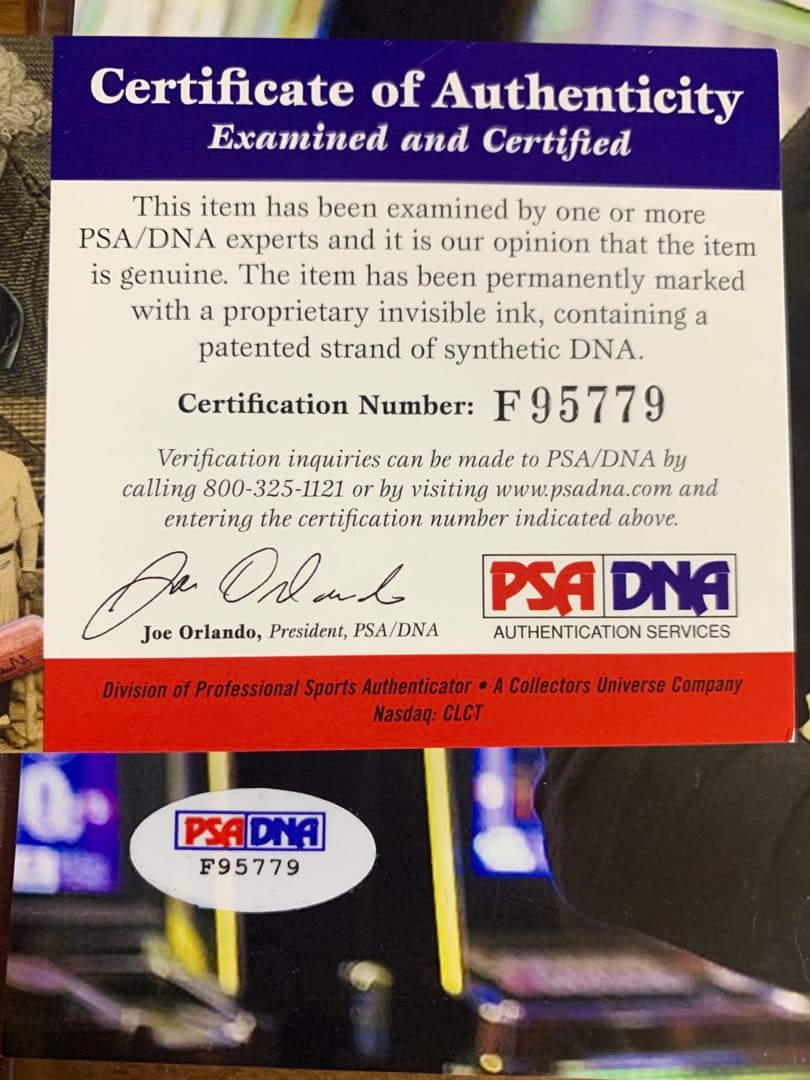 Certificate of Authenticity
Examined and Certified
This item has been examined by one or more
PSA/DNA experts and it is our opinion that the item
is genuine. The item has been permanently marked
with a proprietary invisible ink, containing a
patented strand of synthetic DNA.
Certification Number: F95779
Verification inquiries can be made to PSA/DNA by
calling 800-325-1121 or by visiting www.psadna.com and
entering the certification number indicated above.
Joe Orlando
Joe Orlando, President, PSA/DNA
PSA DNA
AUTHENTICATION SERVICES
Division of Professional Sports Authenticator • A Collectors Universe Company
Nasdaq: CLCT
PSA DNA
F95779